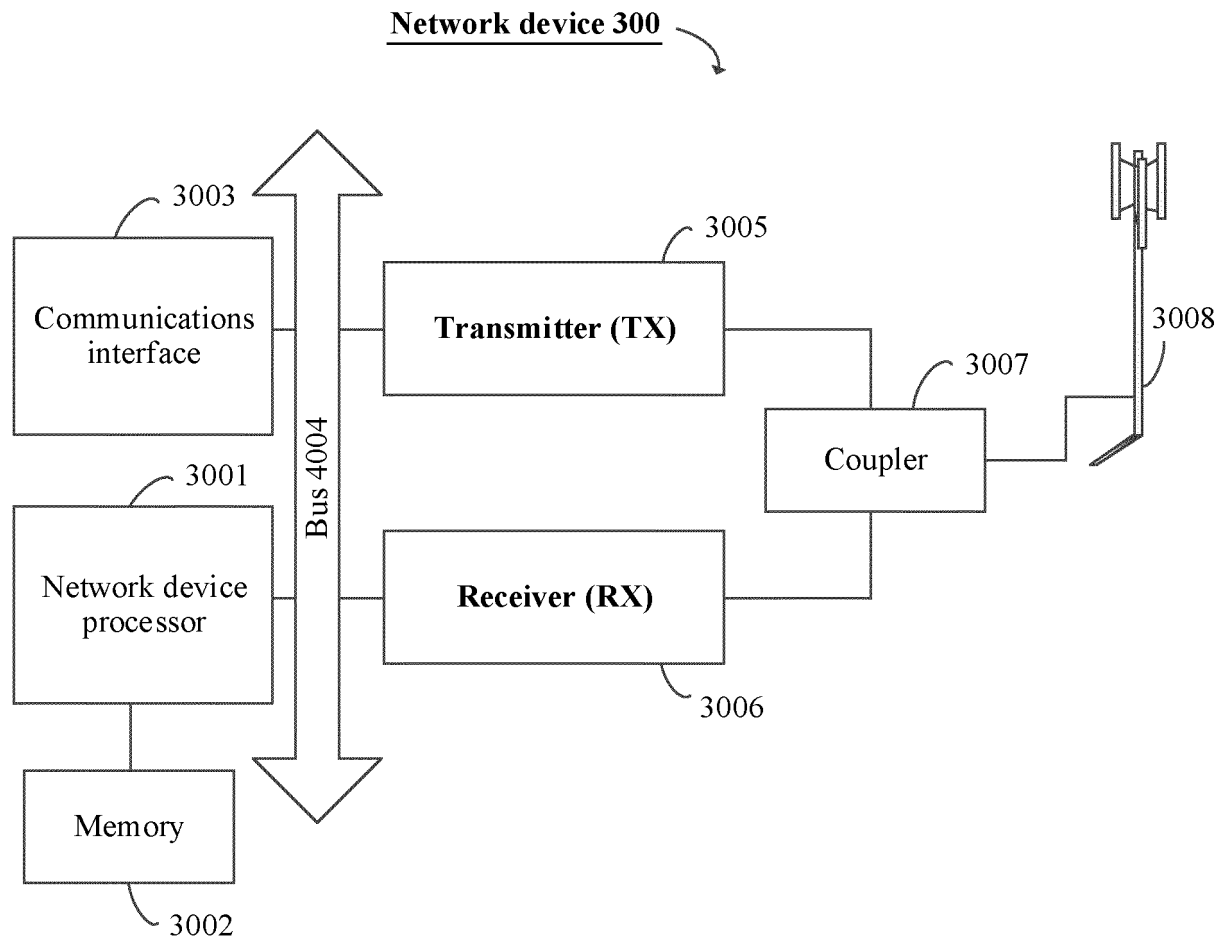 Network device 300
3003
Communications
interface
3005
Transmitter (TX)
3008
3007
Coupler
Bus 4004
3001
Network device
processor
Receiver (RX)
3006
Memory
3002